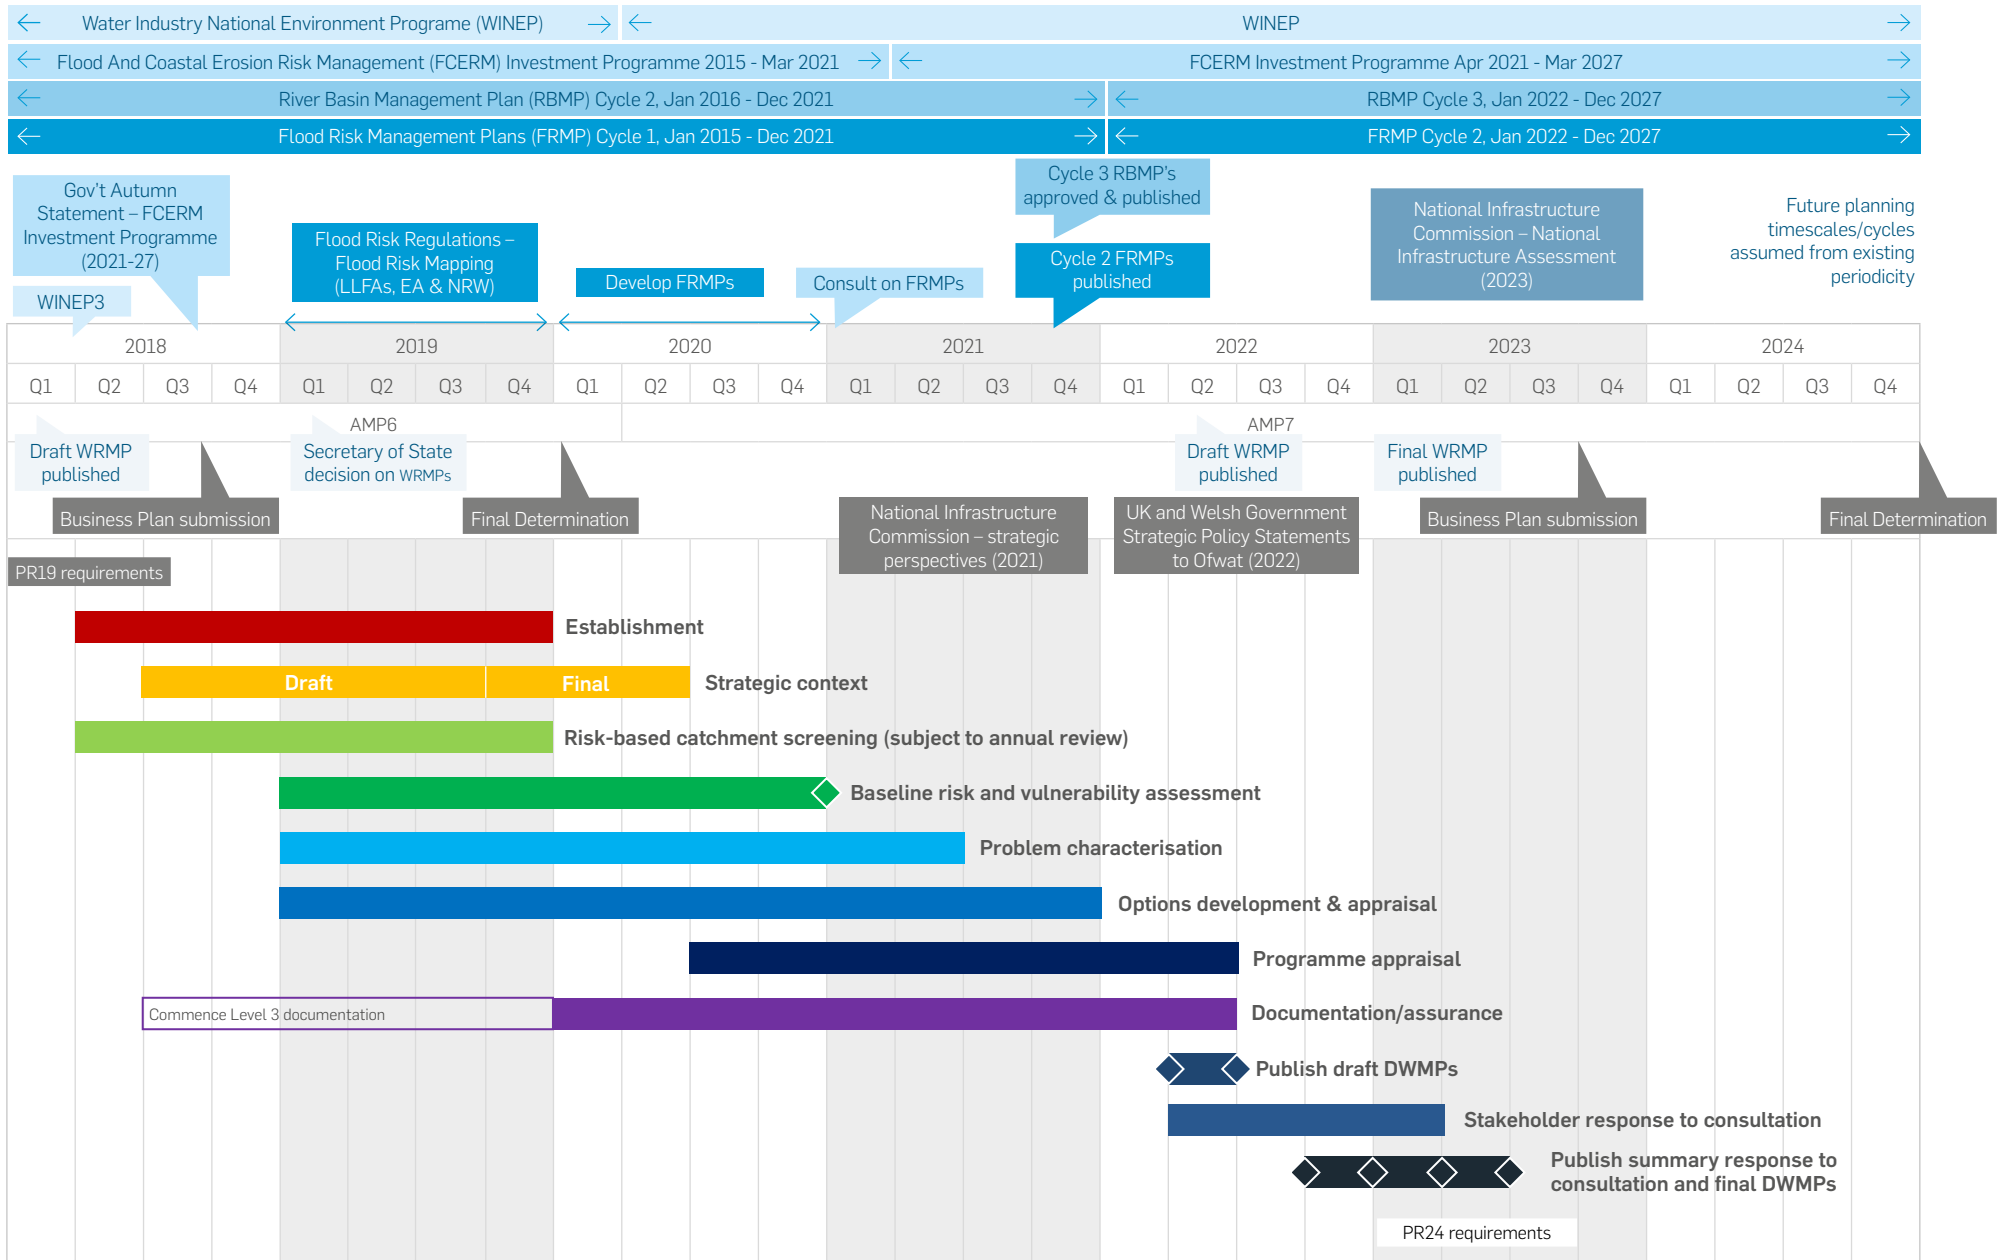 Water Industry National Environment Programe (WINEP)
WINEP
Flood And Coastal Erosion Risk Management (FCERM) Investment Programme 2015 - Mar 2021
FCERM Investment Programme Apr 2021 - Mar 2027
River Basin Management Plan (RBMP) Cycle 2, Jan 2016 - Dec 2021
RBMP Cycle 3, Jan 2022 - Dec 2027
Flood Risk Management Plans (FRMP) Cycle 1, Jan 2015 - Dec 2021
FRMP Cycle 2, Jan 2022 - Dec 2027
Gov't Autumn
Statement – FCERM
Investment Programme
(2021-27)
WINEP3
Flood Risk Regulations –
Flood Risk Mapping
(LLFAs, EA & NRW)
Develop FRMPs
Consult on FRMPs
Cycle 3 RBMP's
approved & published
Cycle 2 FRMPs
published
National Infrastructure
Commission – National
Infrastructure Assessment
(2023)
Future planning
timescales/cycles
assumed from existing
periodicity
2018 2019 2020 2021 2022 2023 2024
Q1 Q2 Q3 Q4 Q1 Q2 Q3 Q4 Q1 Q2 Q3 Q4 Q1 Q2 Q3 Q4 Q1 Q2 Q3 Q4 Q1 Q2 Q3 Q4 Q1 Q2 Q3 Q4
AMP6
AMP7
Draft WRMP
published
Secretary of State
decision on WRMPs
Draft WRMP
published
Final WRMP
published
Business Plan submission
Final Determination
National Infrastructure
Commission – strategic
perspectives (2021)
UK and Welsh Government
Strategic Policy Statements
to Ofwat (2022)
Business Plan submission
Final Determination
PR19 requirements
Establishment
Draft
Final
Strategic context
Risk-based catchment screening (subject to annual review)
Baseline risk and vulnerability assessment
Problem characterisation
Options development & appraisal
Programme appraisal
Commence Level 3 documentation
Documentation/assurance
Publish draft DWMPs
Stakeholder response to consultation
Publish summary response to
consultation and final DWMPs
PR24 requirements